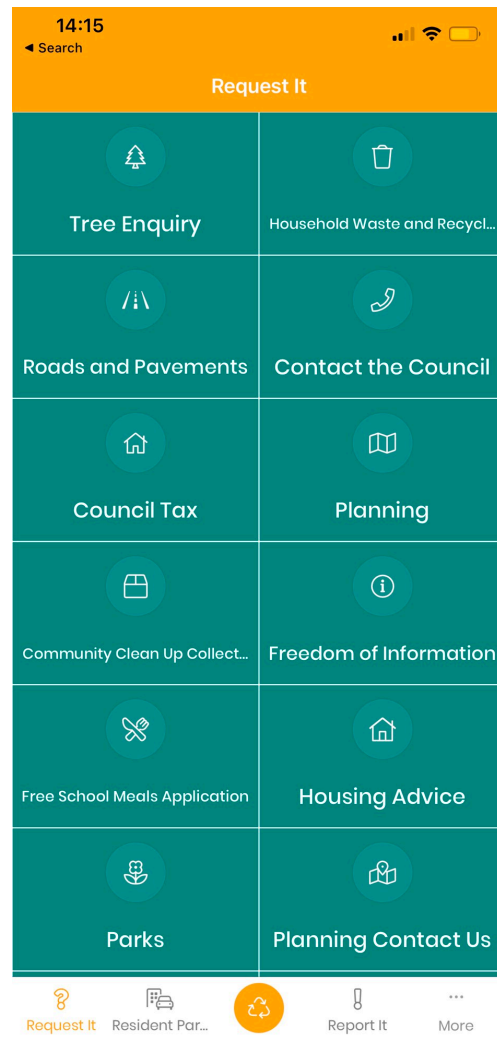 14:15
◄ Search
Request It
Tree Enquiry
Household Waste and Recycl...
Roads and Pavements
Contact the Council
Council Tax
Planning
Community Clean Up Collect...
Freedom of Information
Free School Meals Application
Housing Advice
Parks
Planning Contact Us
Request It
Resident Par...
Report It
More